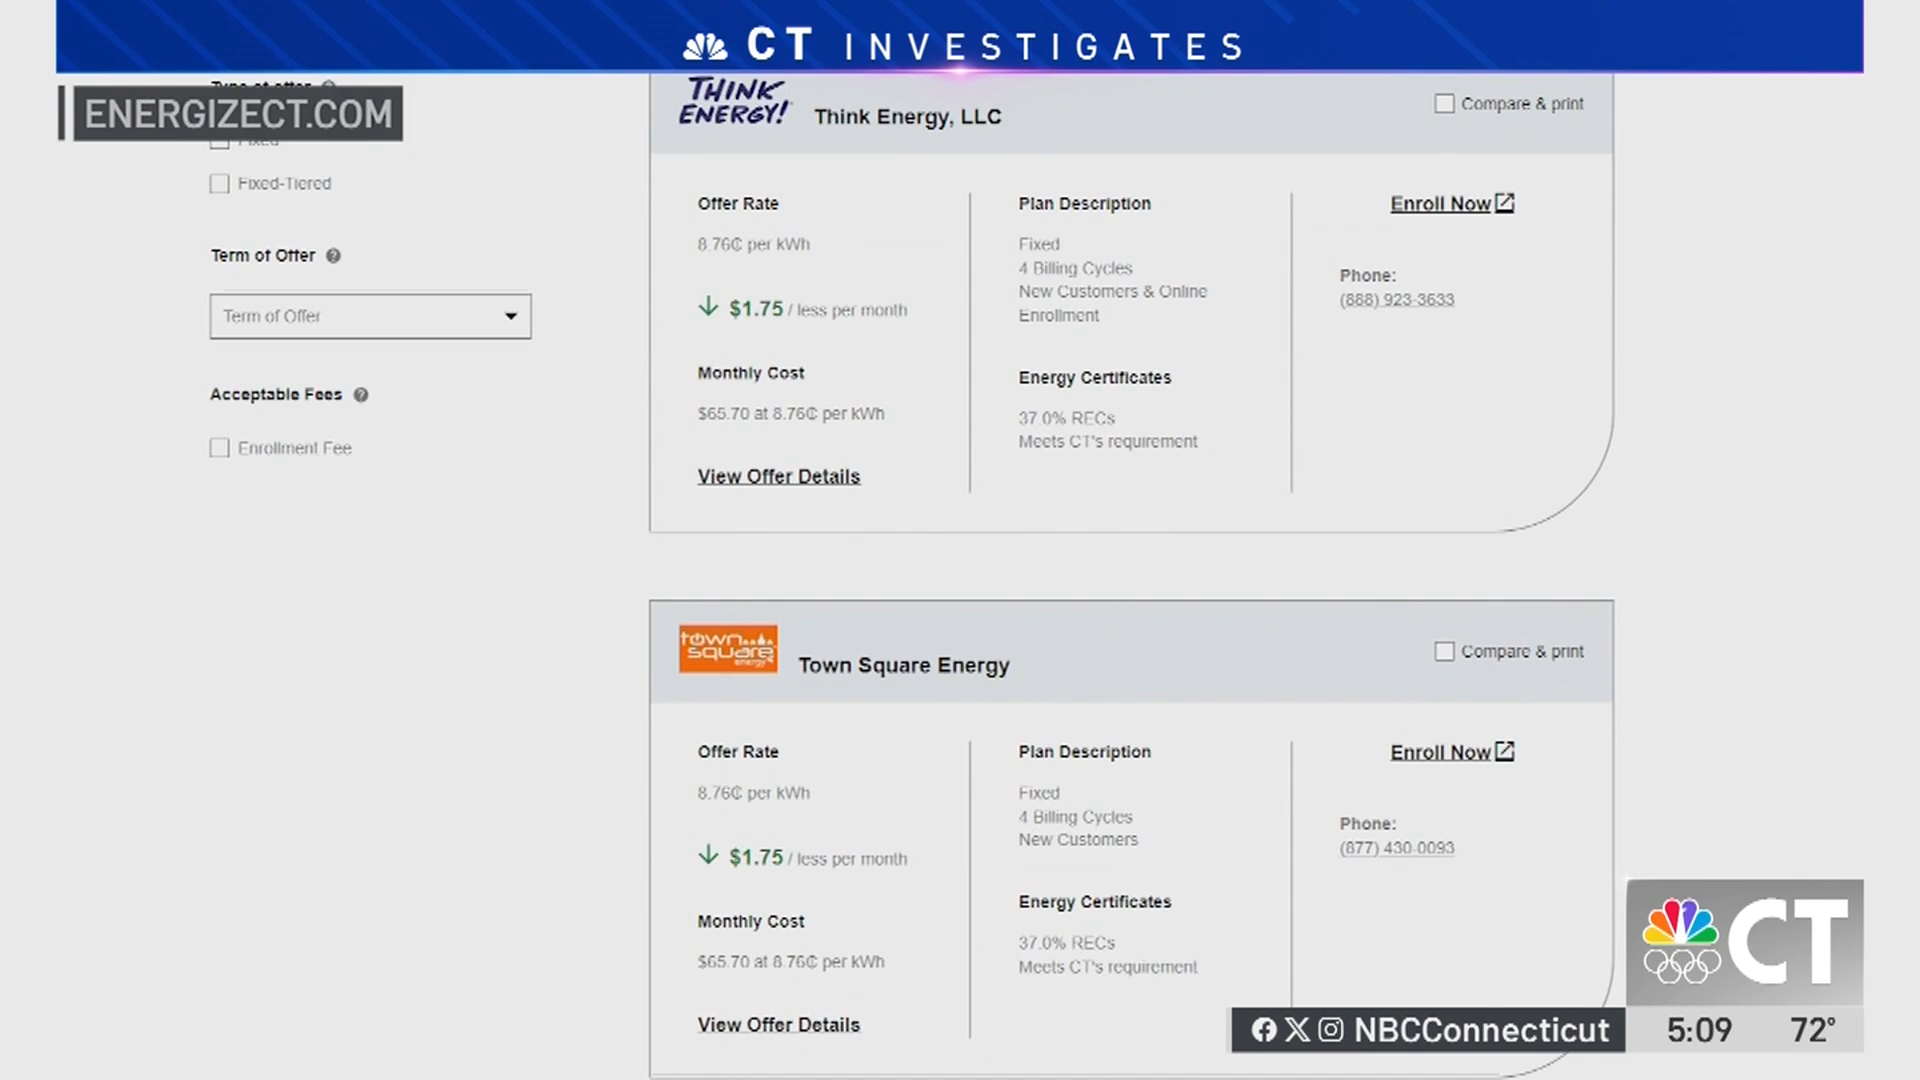 CT INVESTIGATES
ENERGIZECT.COM
Type of offer
Fixed
Fixed-Tiered
Term of Offer
Term of Offer
Acceptable Fees
Enrollment Fee
THINK
ENERGY!
Think Energy, LLC
Compare & print
Offer Rate
8.76₵ per kWh
$1.75 / less per month
Monthly Cost
$65.70 at 8.76₵ per kWh
View Offer Details
Plan Description
Fixed
4 Billing Cycles
New Customers & Online
Enrollment
Energy Certificates
37.0% RECs
Meets CT's requirement
Enroll Now
Phone:
(888) 923-3633
town
square
energy
Town Square Energy
Compare & print
Offer Rate
8.76₵ per kWh
$1.75 / less per month
Monthly Cost
$65.70 at 8.76₵ per kWh
View Offer Details
Plan Description
Fixed
4 Billing Cycles
New Customers
Energy Certificates
37.0% RECs
Meets CT's requirement
Enroll Now
Phone:
(877) 430-0093
CT
NBCConnecticut
5:09 72°